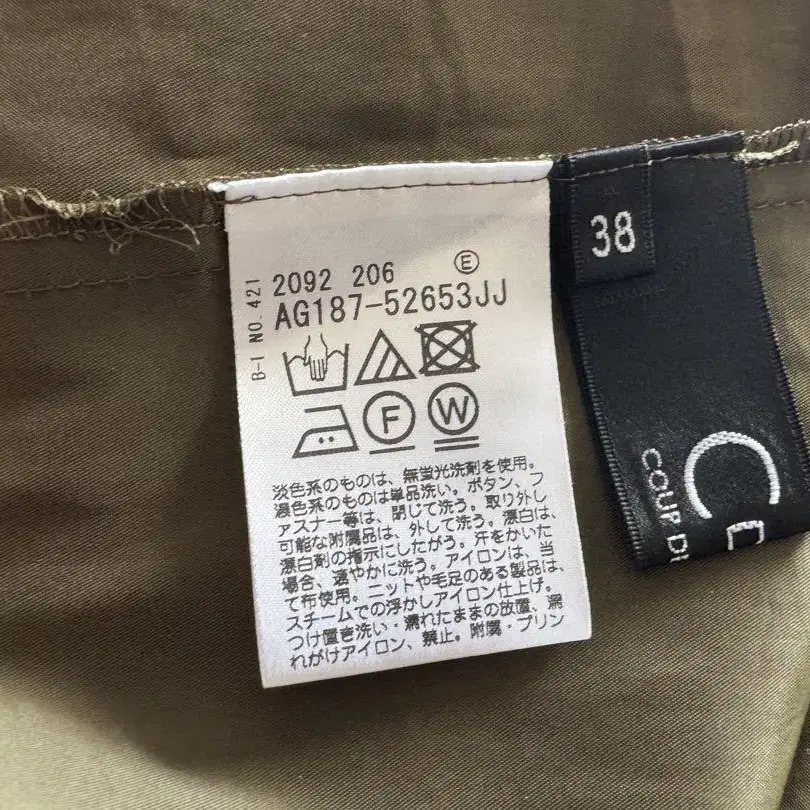 B-1 NO.421
2092 206 Ⓔ
AG187-52653JJ
F
W
淡色系のものは、無蛍光洗剤を使用。
濃色系のものは単品洗い。ボタン、フ
ァスナー等は、閉じて洗う。取り外し
可能な附属品は、外して洗う。漂白は、
漂白剤の指示にしたがう。汗をかいた
場合、速やかに洗う。アイロンは、当
て布使用。ニットや毛足のある製品は、
スチームでの浮かしアイロン仕上げ。
つけ置き洗い・濡れたままの放置、濡
れがけアイロン、禁止。附属・プリン
38
C
COUP D